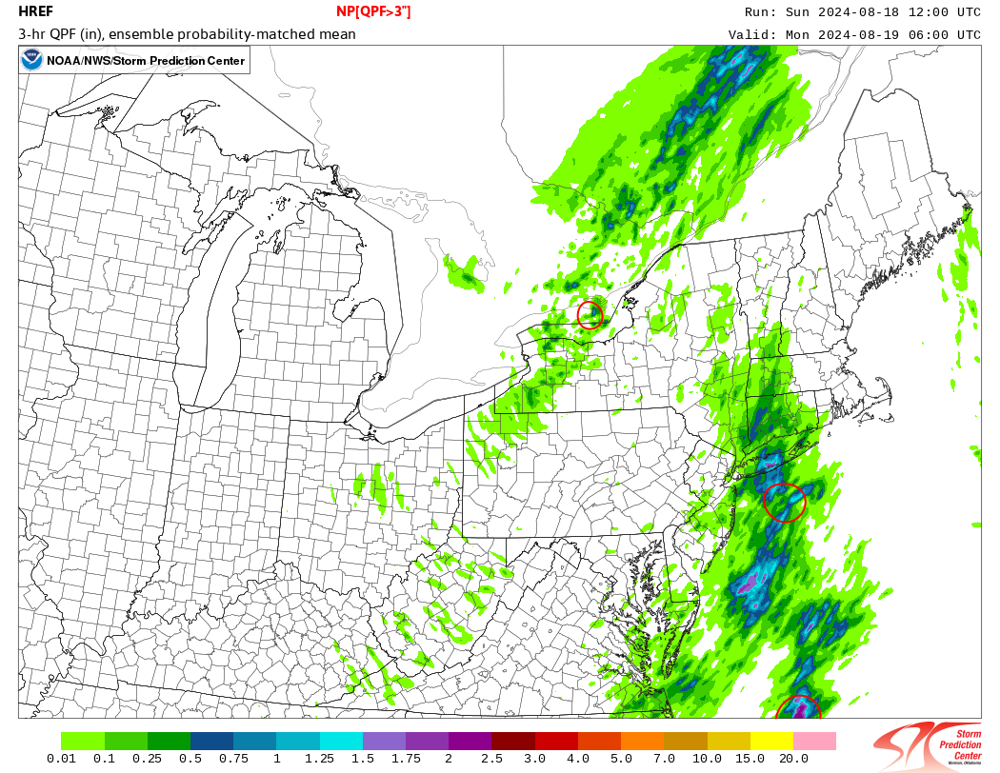 HREF
NP[QPF>3"]
Run: Sun 2024-08-18 12:00 UTC
3-hr QPF (in), ensemble probability-matched mean
Valid: Mon 2024-08-19 06:00 UTC
NOAA/NWS/Storm Prediction Center
0.01 0.1 0.25 0.5 0.75 1 1.25 1.5 1.75 2 2.5 3.0 4.0 5.0 7.0 10.0 15.0 20.0
Storm
Prediction
Center
Norman, Oklahoma